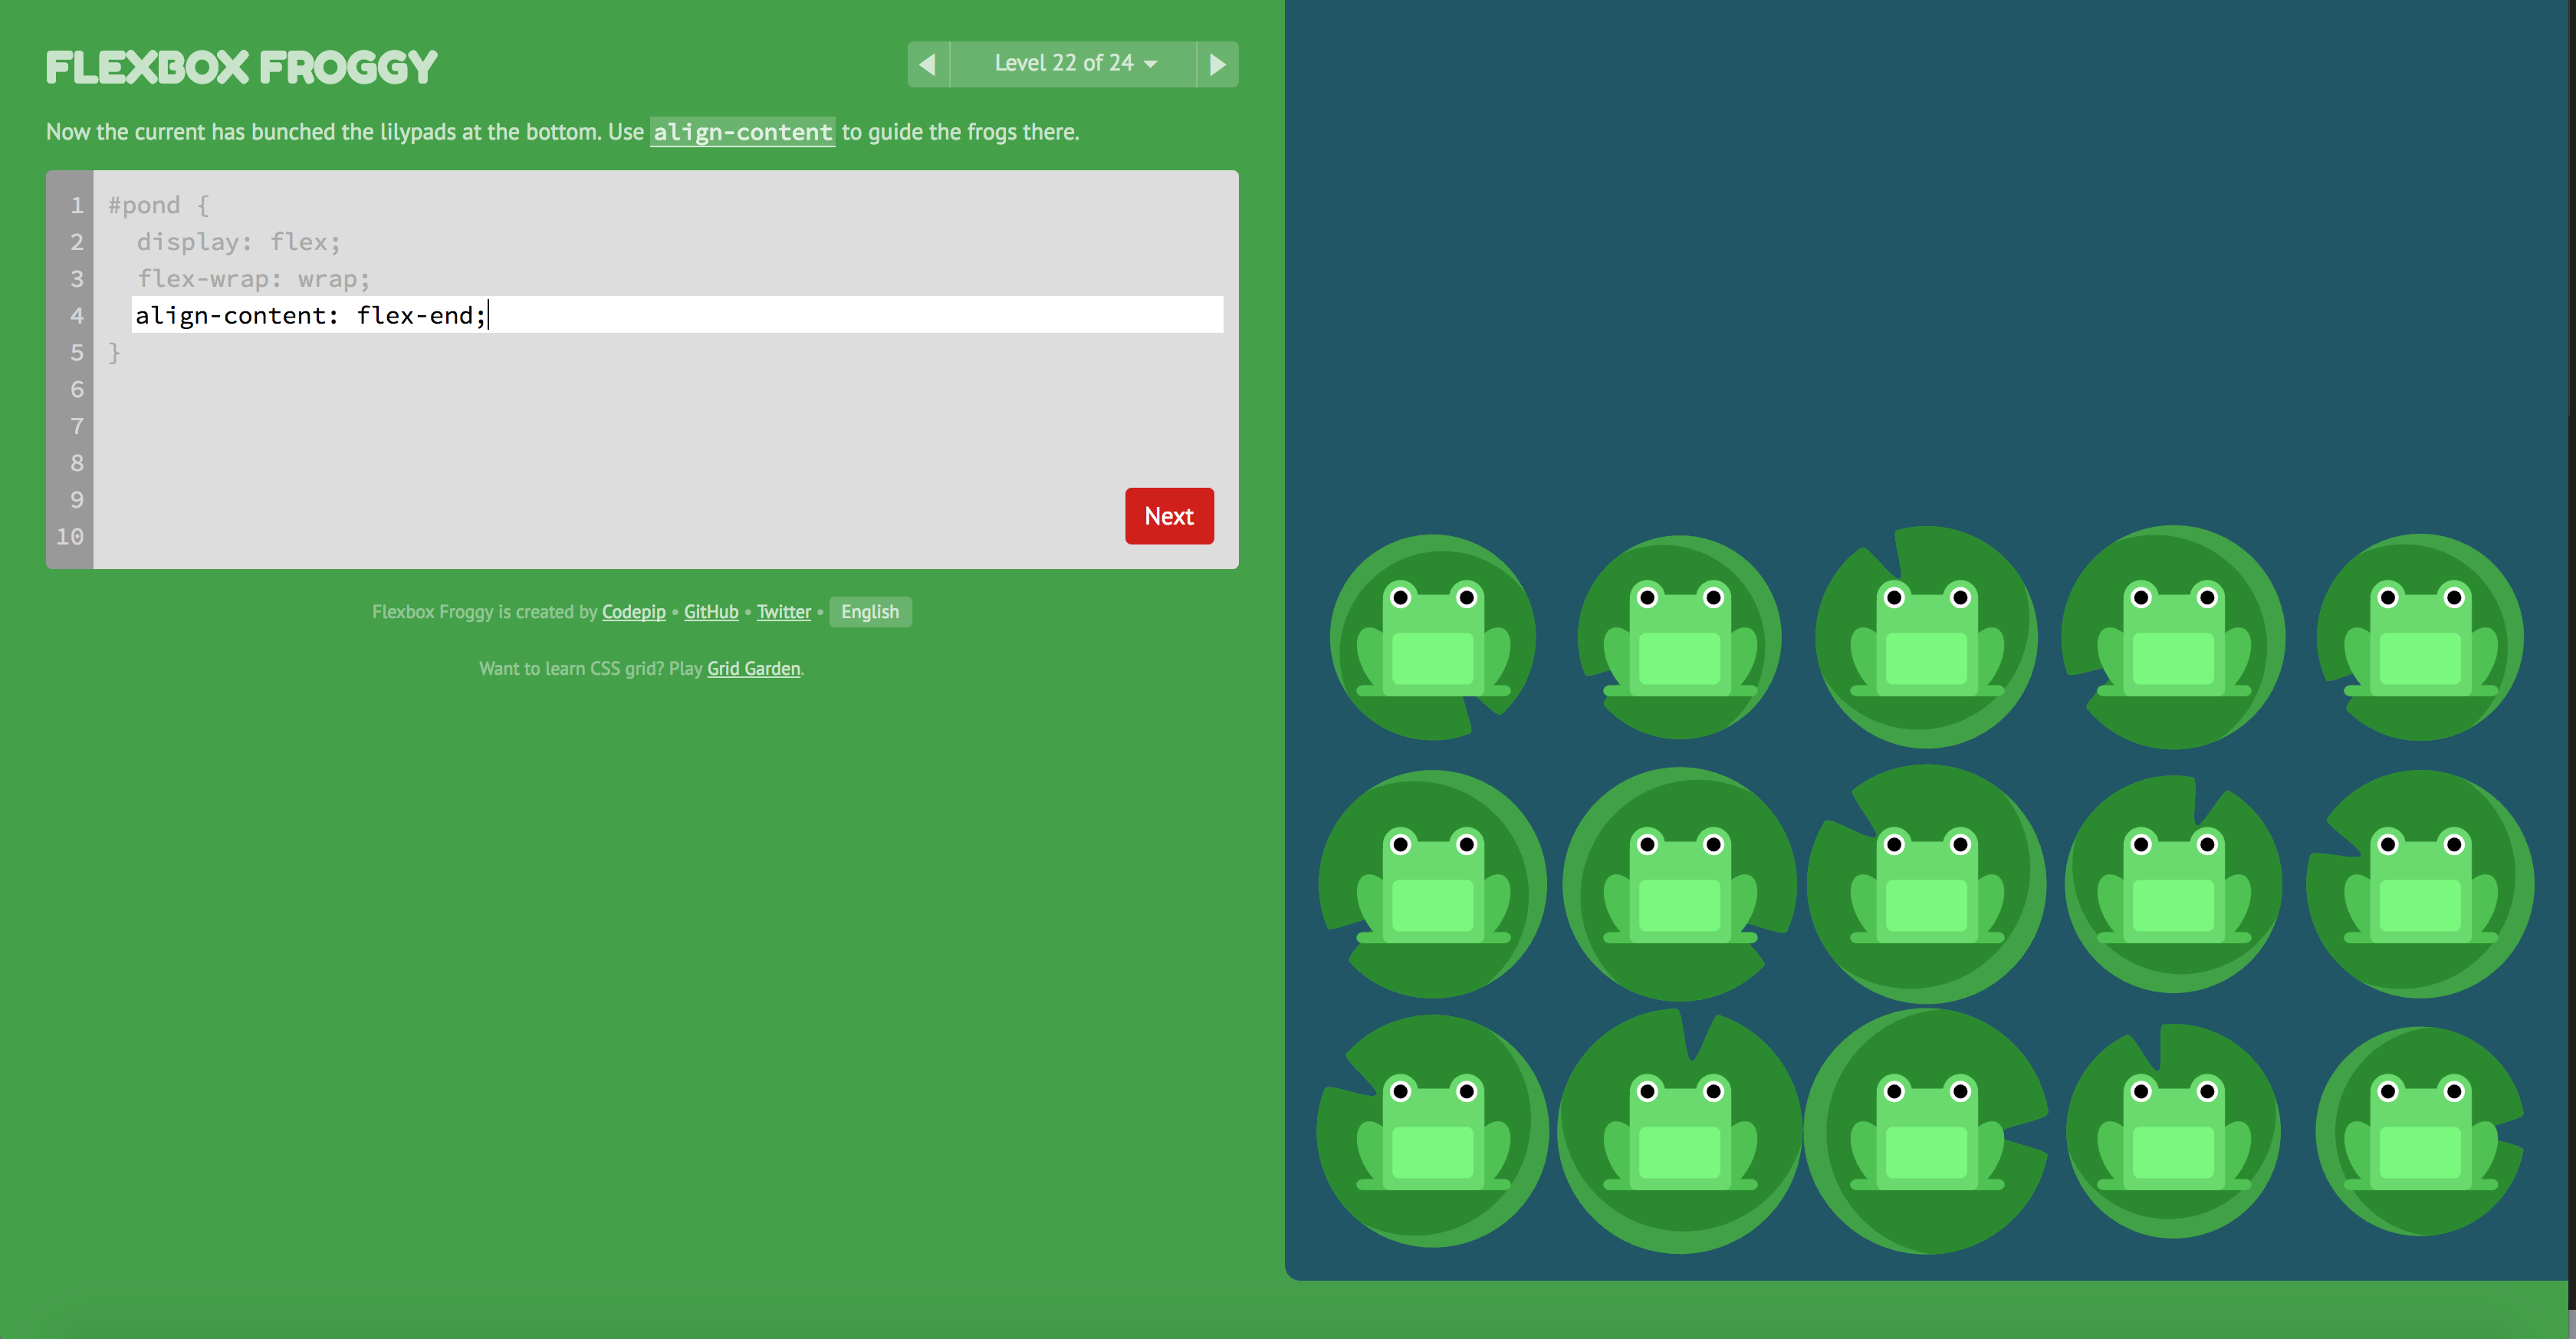 FLEXBOX FROGGY
Level 22 of 24
Now the current has bunched the lilypads at the bottom. Use align-content to guide the frogs there.
1 #pond {
2 display: flex;
3 flex-wrap: wrap;
4 align-content: flex-end;
5 }
6
7
8
9
10
Next
Flexbox Froggy is created by Codepip • GitHub • Twitter • English
Want to learn CSS grid? Play Grid Garden.